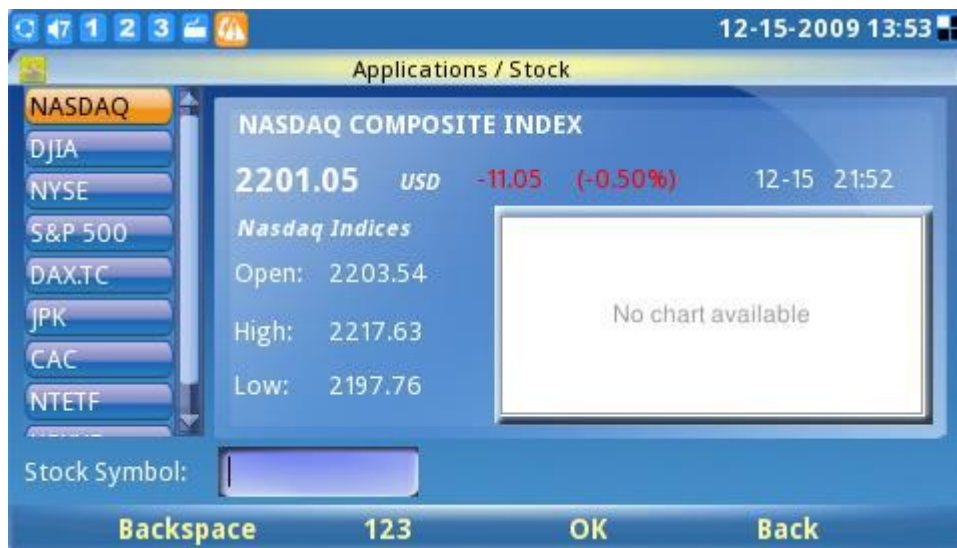 7 1 2 3 12-15-2009 13:53
Applications / Stock
NASDAQ
DJIA
NYSE
S&P 500
DAX.TC
JPK
CAC
NTETF
NASDAQ COMPOSITE INDEX
2201.05 USD -11.05 (-0.50%) 12-15 21:52
Nasdaq Indices
Open: 2203.54
High: 2217.63
Low: 2197.76
No chart available
Stock Symbol:
Backspace 123 OK Back